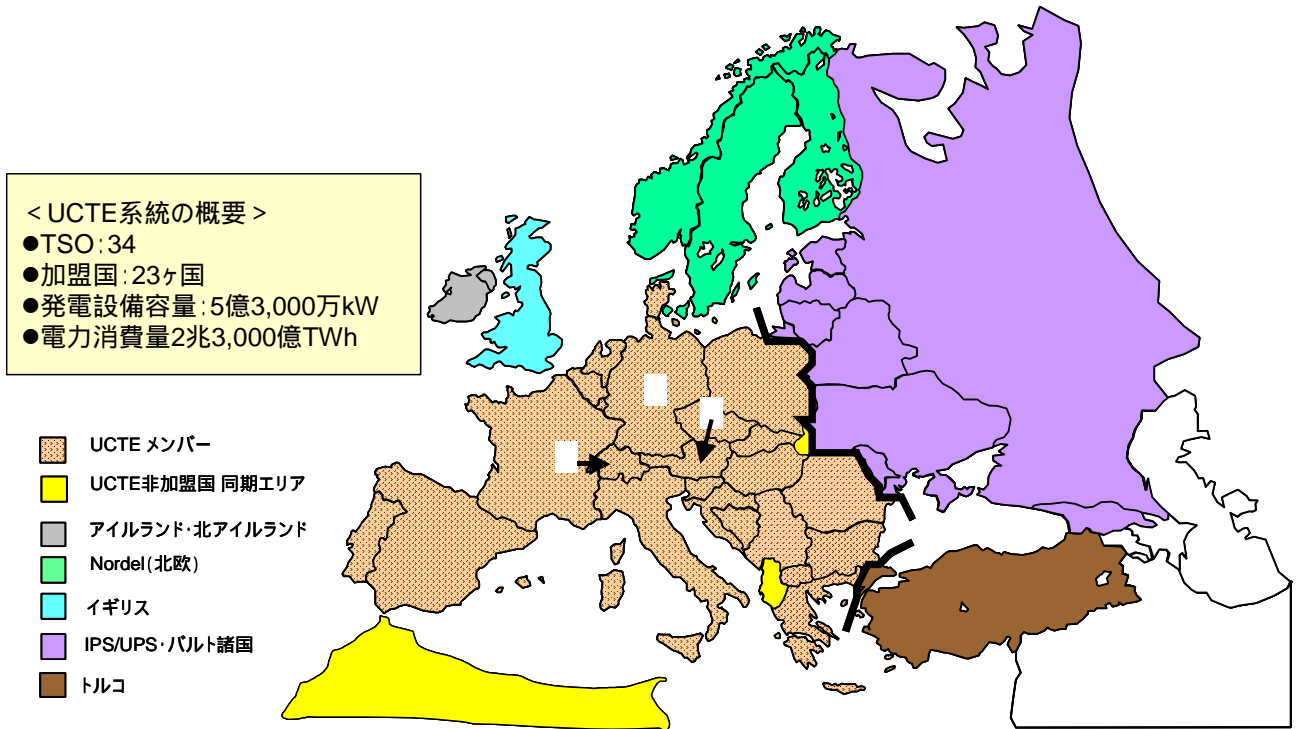 ＜UCTE系統の概要＞
●TSO：34
●加盟国：23ヶ国
●発電設備容量：5億3,000万kW
●電力消費量2兆3,000億TWh
UCTE メンバー
UCTE非加盟国 同期エリア
アイルランド・北アイルランド
Nordel(北欧)
イギリス
IPS/UPS・バルト諸国
トルコ